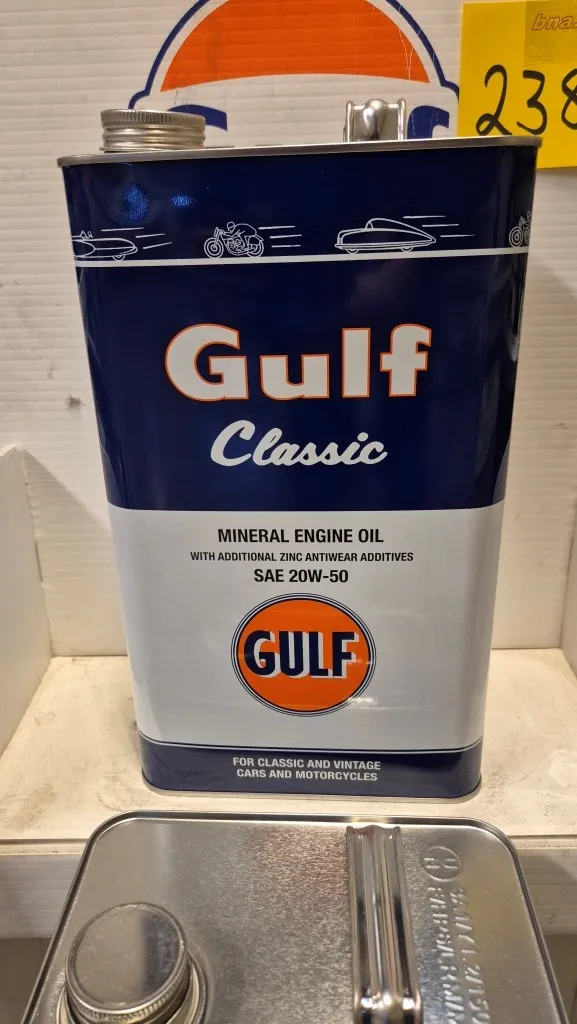 bna.
238
Gulf
Classic
MINERAL ENGINE OIL
WITH ADDITIONAL ZINC ANTIWEAR ADDITIVES
SAE 20W-50
GULF
FOR CLASSIC AND VINTAGE
CARS AND MOTORCYCLES